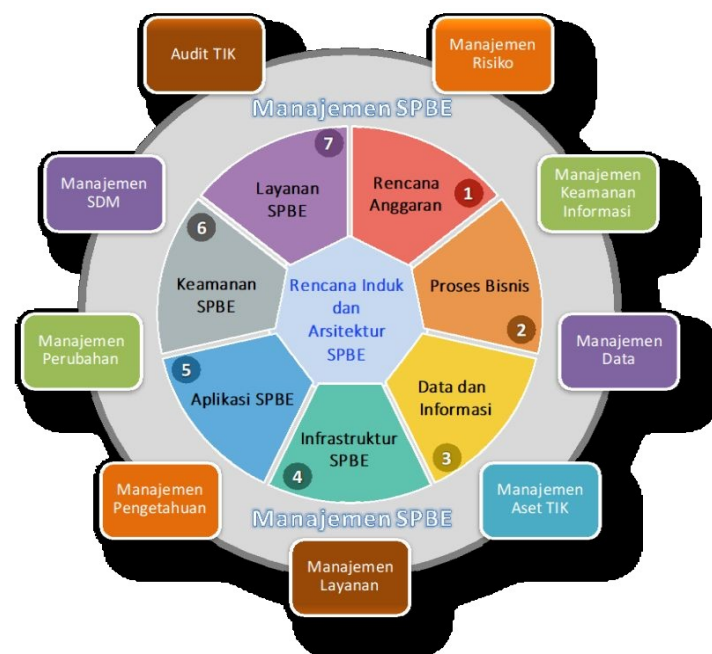 Audit TIK
Manajemen
Risiko
Manajemen SPBE
Manajemen
SDM
Manajemen
Keamanan
Informasi
7
Layanan
SPBE
Rencana
Anggaran
1
6
Keamanan
SPBE
Rencana Induk
dan
Arsitektur
SPBE
Proses Bisnis
2
Manajemen
Perubahan
Manajemen
Data
5
Aplikasi SPBE
Data dan
Informasi
3
Infrastruktur
SPBE
4
Manajemen
Pengetahuan
Manajemen
Aset TIK
Manajemen SPBE
Manajemen
Layanan